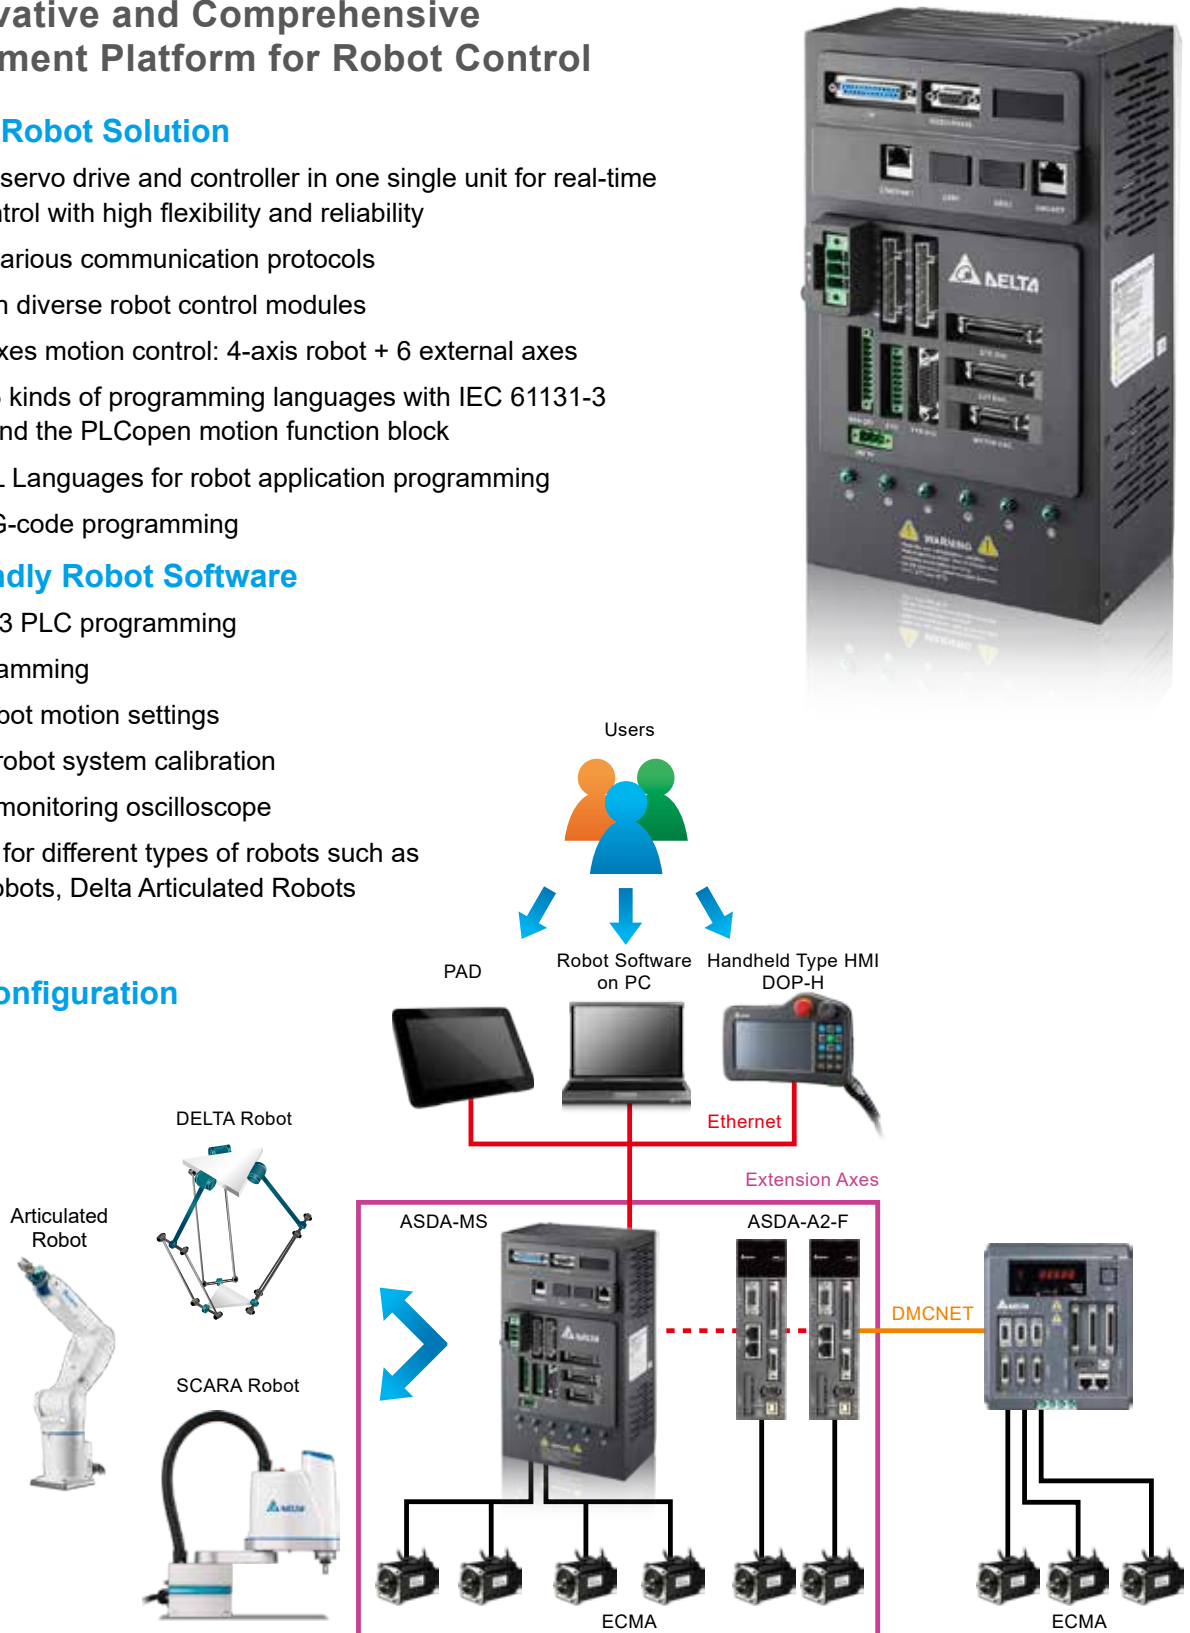 vative and Comprehensive
ment Platform for Robot Control
Robot Solution
servo drive and controller in one single unit for real-time
ntrol with high flexibility and reliability
arious communication protocols
n diverse robot control modules
xes motion control: 4-axis robot + 6 external axes
kinds of programming languages with IEC 61131-3
nd the PLCopen motion function block
L Languages for robot application programming
G-code programming
ndly Robot Software
3 PLC programming
amming
bot motion settings
robot system calibration
monitoring oscilloscope
for different types of robots such as
obots, Delta Articulated Robots
onfiguration
DELTA
WARNING
Users
PAD
Robot Software
on PC
Handheld Type HMI
DOP-H
Ethernet
DELTA Robot
Extension Axes
Articulated
Robot
ASDA-MS
ASDA-A2-F
DMCNET
SCARA Robot
DELTA
DELTA
DELTA
ECMA
ECMA